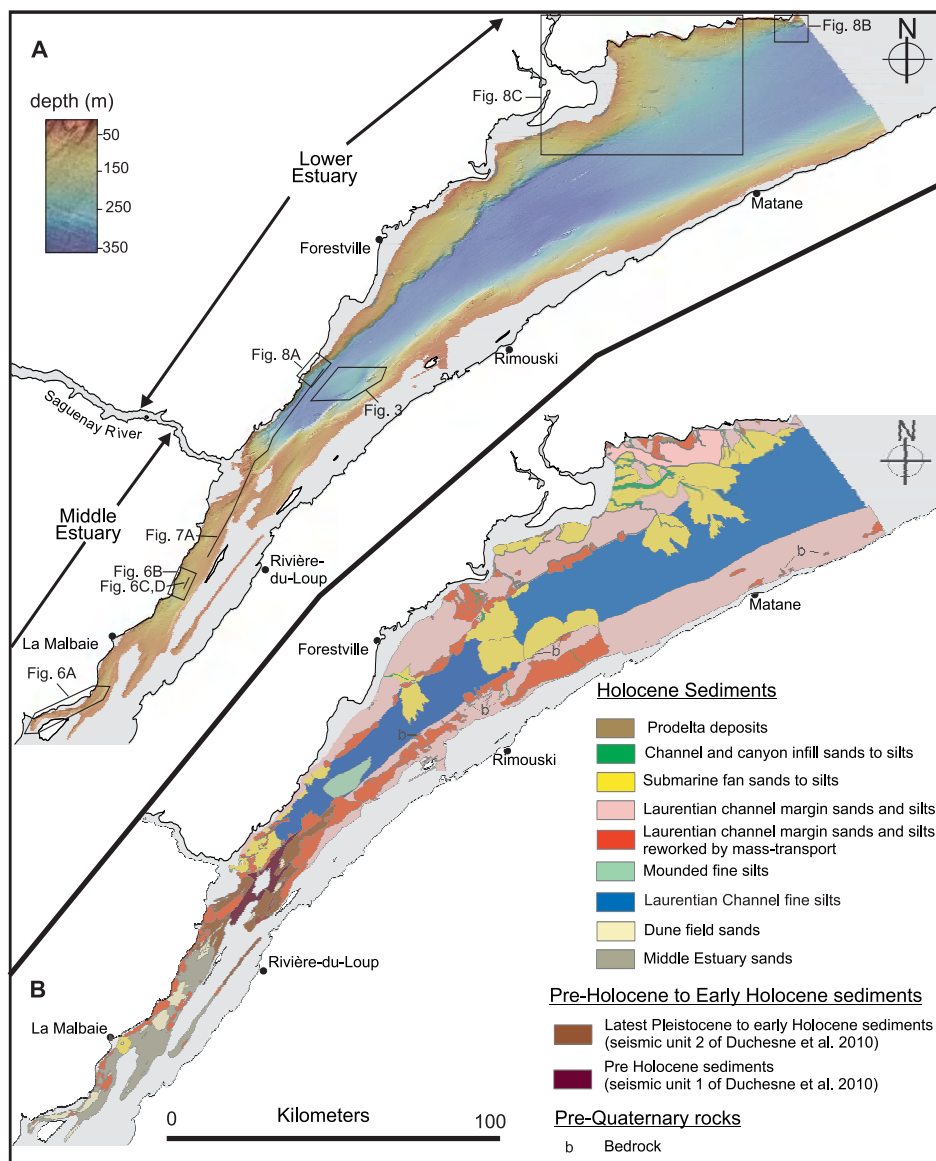 A
N
Fig. 8B
depth (m)
50
150
250
350
Fig. 8C
Lower
Estuary
Matane
Forestville
Rimouski
Fig. 8A
Fig. 3
Saguenay River
Middle
Estuary
Fig. 7A
Fig. 6B
Fig. 6C,D
Rivière-
du-Loup
La Malbaie
Fig. 6A
N
b
Matane
Forestville
b
b
b
Rimouski
Rivière-du-Loup
B
La Malbaie
Holocene Sediments
Prodelta deposits
Channel and canyon infill sands to silts
Submarine fan sands to silts
Laurentian channel margin sands and silts
Laurentian channel margin sands and silts
reworked by mass-transport
Mounded fine silts
Laurentian Channel fine silts
Dune field sands
Middle Estuary sands
Pre-Holocene to Early Holocene sediments
Latest Pleistocene to early Holocene sediments
(seismic unit 2 of Duchesne et al. 2010)
Pre Holocene sediments
(seismic unit 1 of Duchesne et al. 2010)
Pre-Quaternary rocks
b Bedrock
0 Kilometers 100